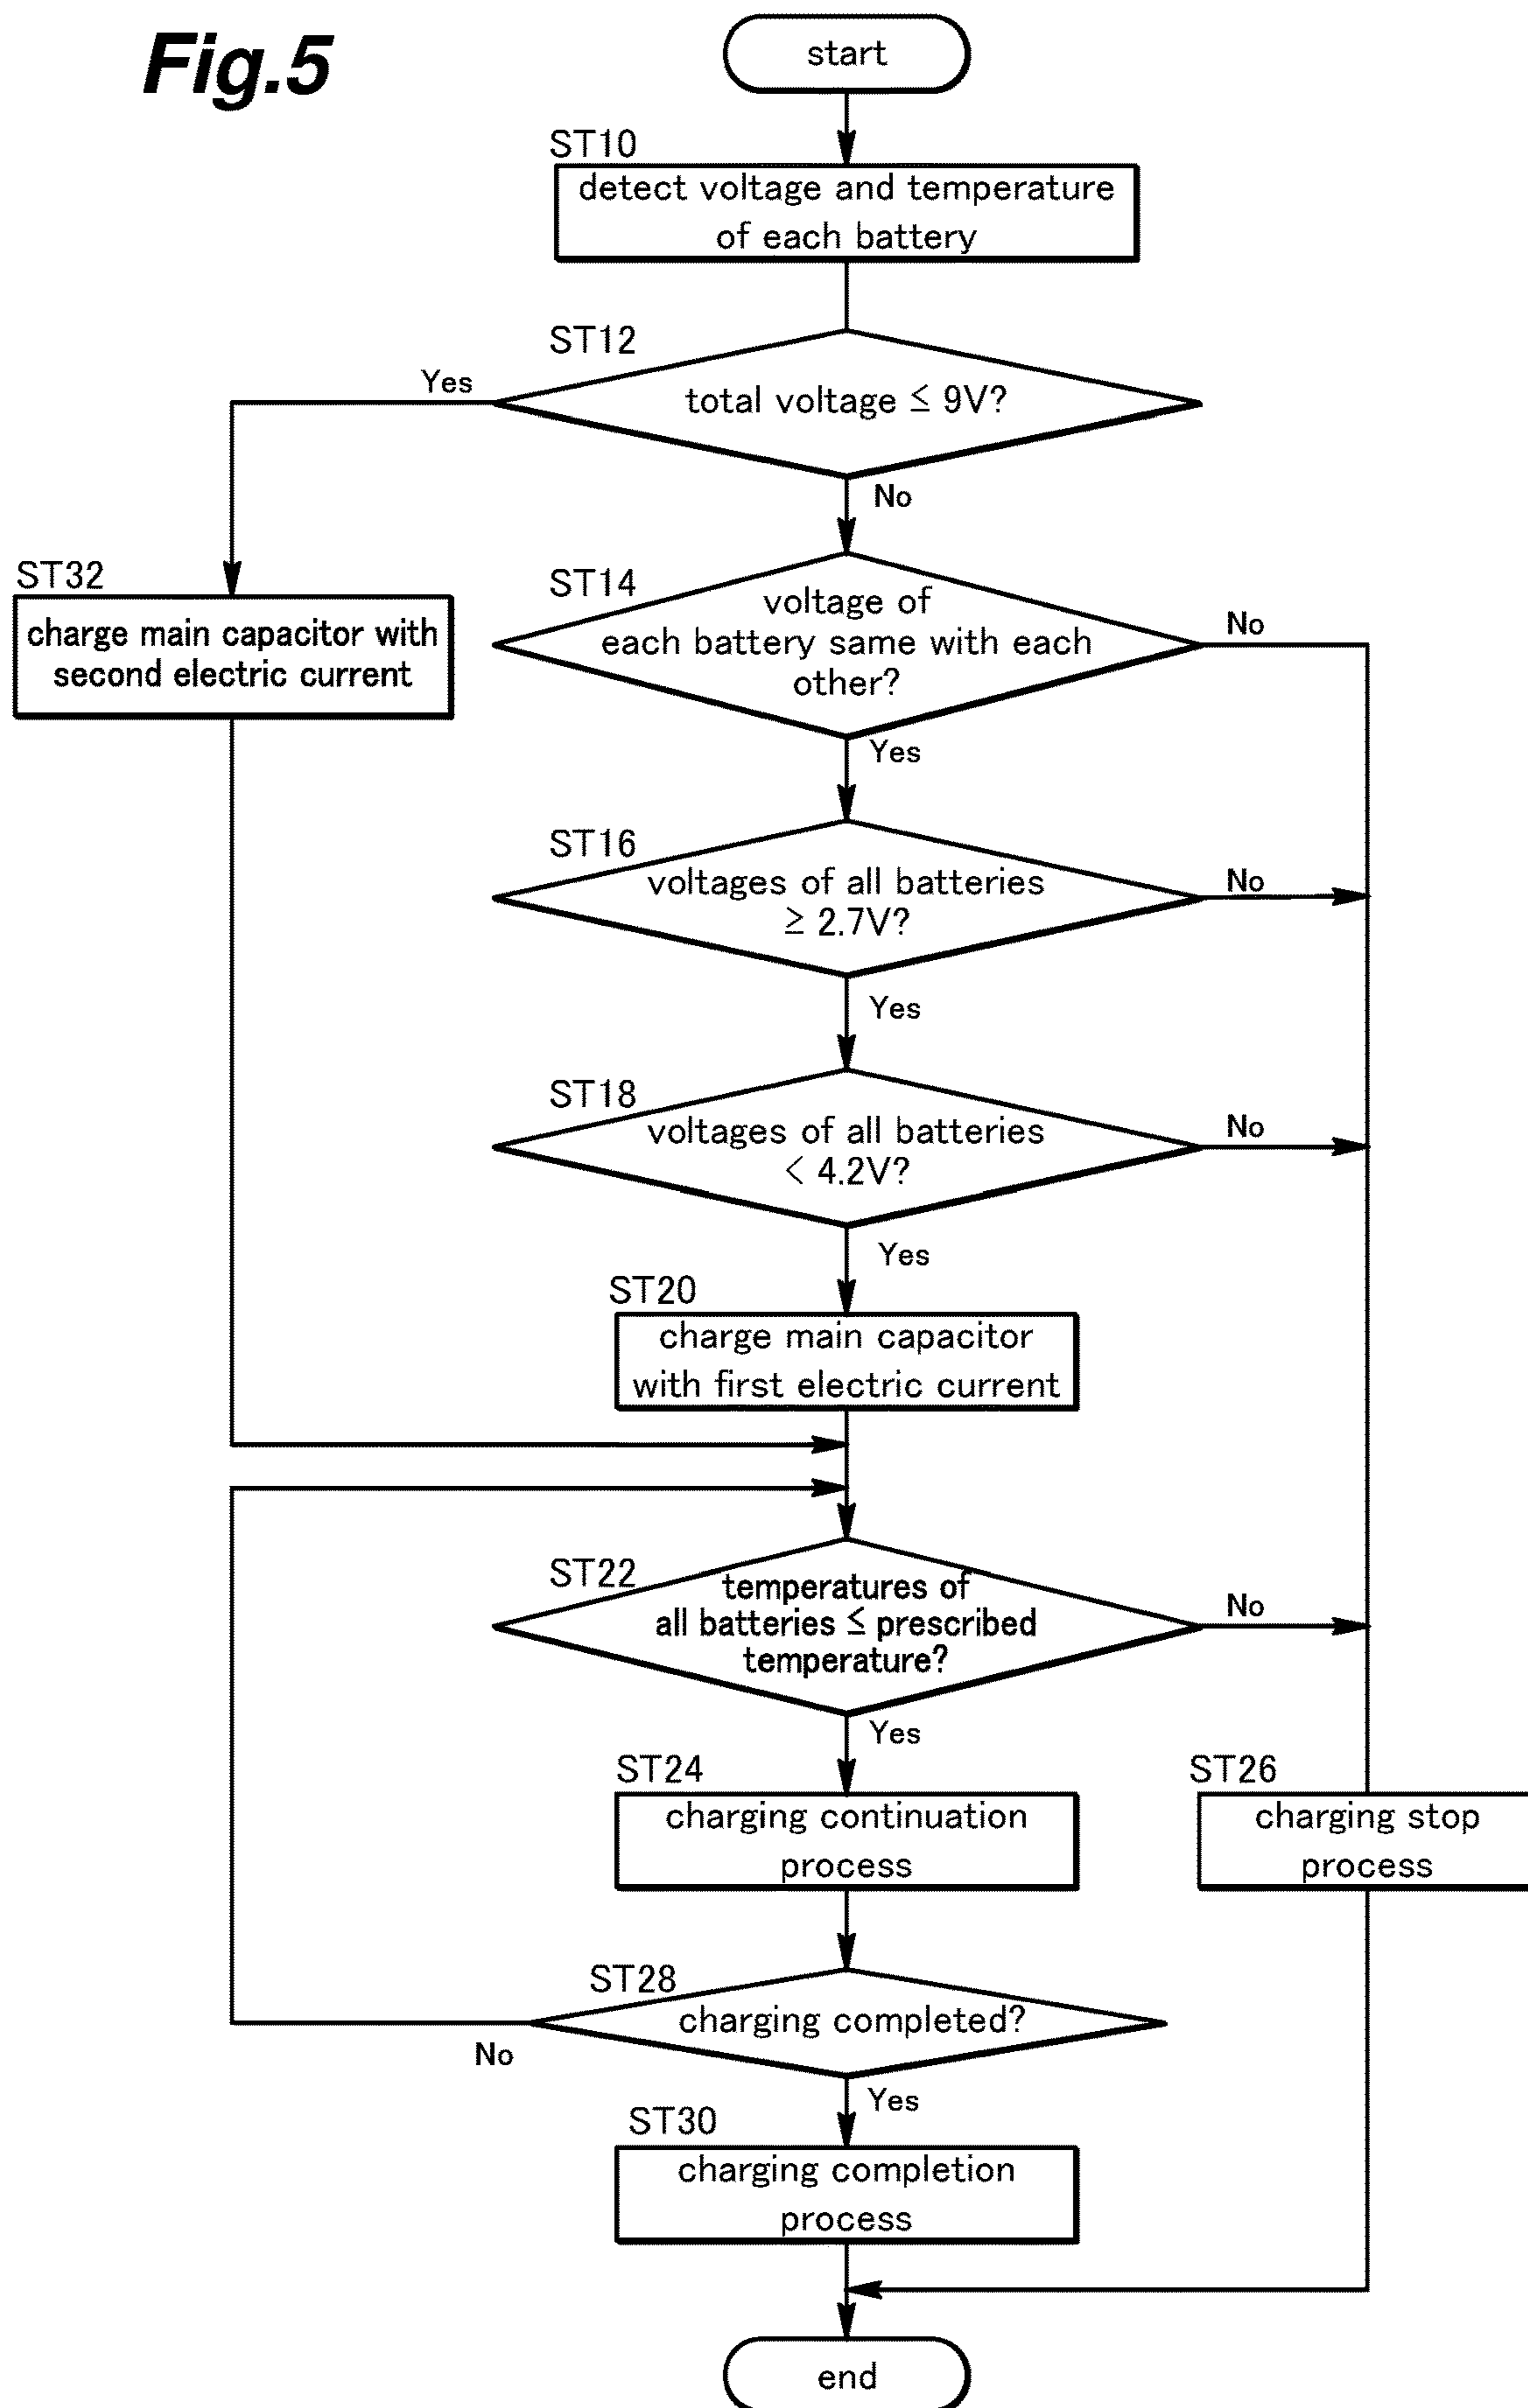 Fig.5
start
ST10
detect voltage and temperature
of each battery
ST12
total voltage ≦ 9V?
Yes
No
ST32
charge main capacitor with
second electric current
ST14
voltage of
each battery same with each
other?
No
Yes
ST16
voltages of all batteries
≧ 2.7V?
No
Yes
ST18
voltages of all batteries
< 4.2V?
No
Yes
ST20
charge main capacitor
with first electric current
ST22
temperatures of
all batteries ≦ prescribed
temperature?
No
Yes
ST24
charging continuation
process
ST26
charging stop
process
ST28
charging completed?
No
Yes
ST30
charging completion
process
end